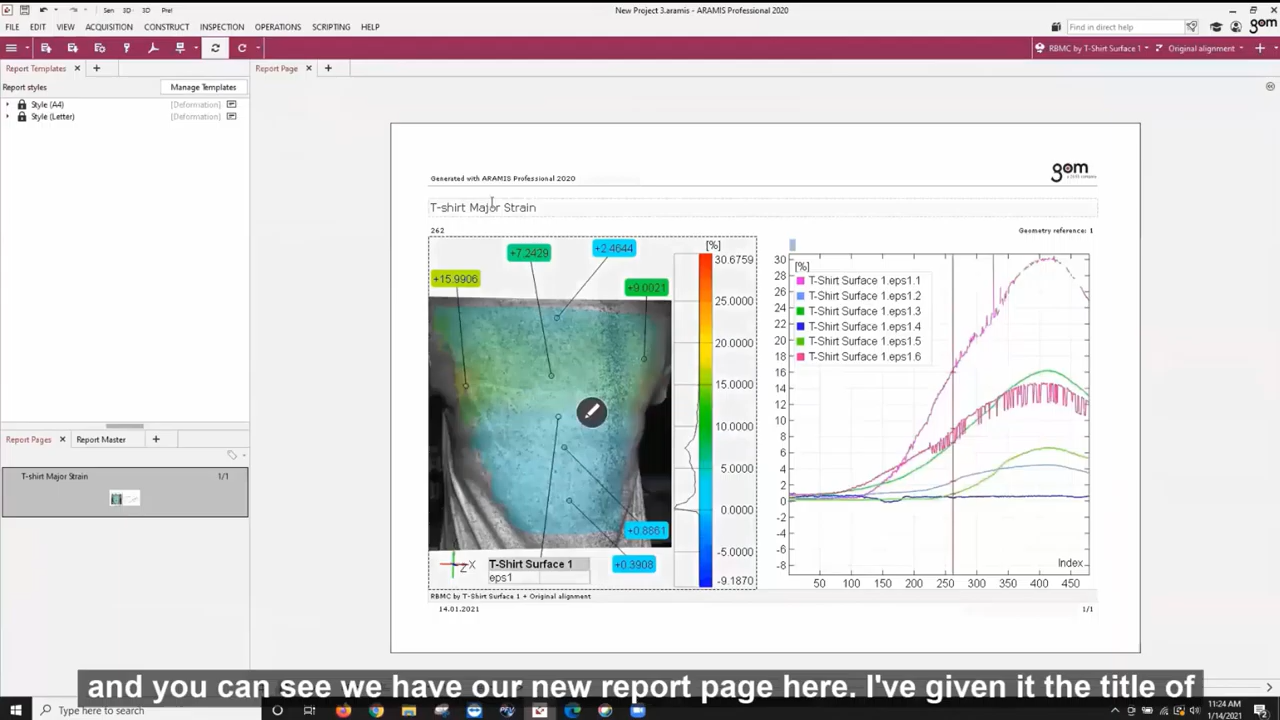 Sen 3D 3D Pre!
New Project 3.aramis - ARAMIS Professional 2020
FILE EDIT VIEW ACQUISITION CONSTRUCT INSPECTION OPERATIONS SCRIPTING HELP
Find in direct help
gom
RBMC by T-Shirt Surface 1 Original alignment
Report Templates
Report Page
Report styles
Manage Templates
Style (A4) [Deformation]
Style (Letter) [Deformation]
Generated with ARAMIS Professional 2020
gom
T-shirt Major Strain
262
Geometry reference: 1
+15.9906
+7.2429
+2.4644
+9.0021
+0.8861
+0.3908
[%]
30.6759
25.0000
20.0000
15.0000
10.0000
5.0000
0.0000
-5.0000
-9.1870
Z X
T-Shirt Surface 1
eps1
[%]
T-Shirt Surface 1.eps1.1
T-Shirt Surface 1.eps1.2
T-Shirt Surface 1.eps1.3
T-Shirt Surface 1.eps1.4
T-Shirt Surface 1.eps1.5
T-Shirt Surface 1.eps1.6
30
28
26
24
22
20
18
16
14
12
10
8
6
4
2
0
-2
-4
-6
-8
Index
50 100 150 200 250 300 350 400 450
RBMC by T-Shirt Surface 1 + Original alignment
14.01.2021
1/1
Report Pages
Report Master
T-shirt Major Strain 1/1
and you can see we have our new report page here. I've given it the title of
Type here to search
11:24 AM
1/14/2021